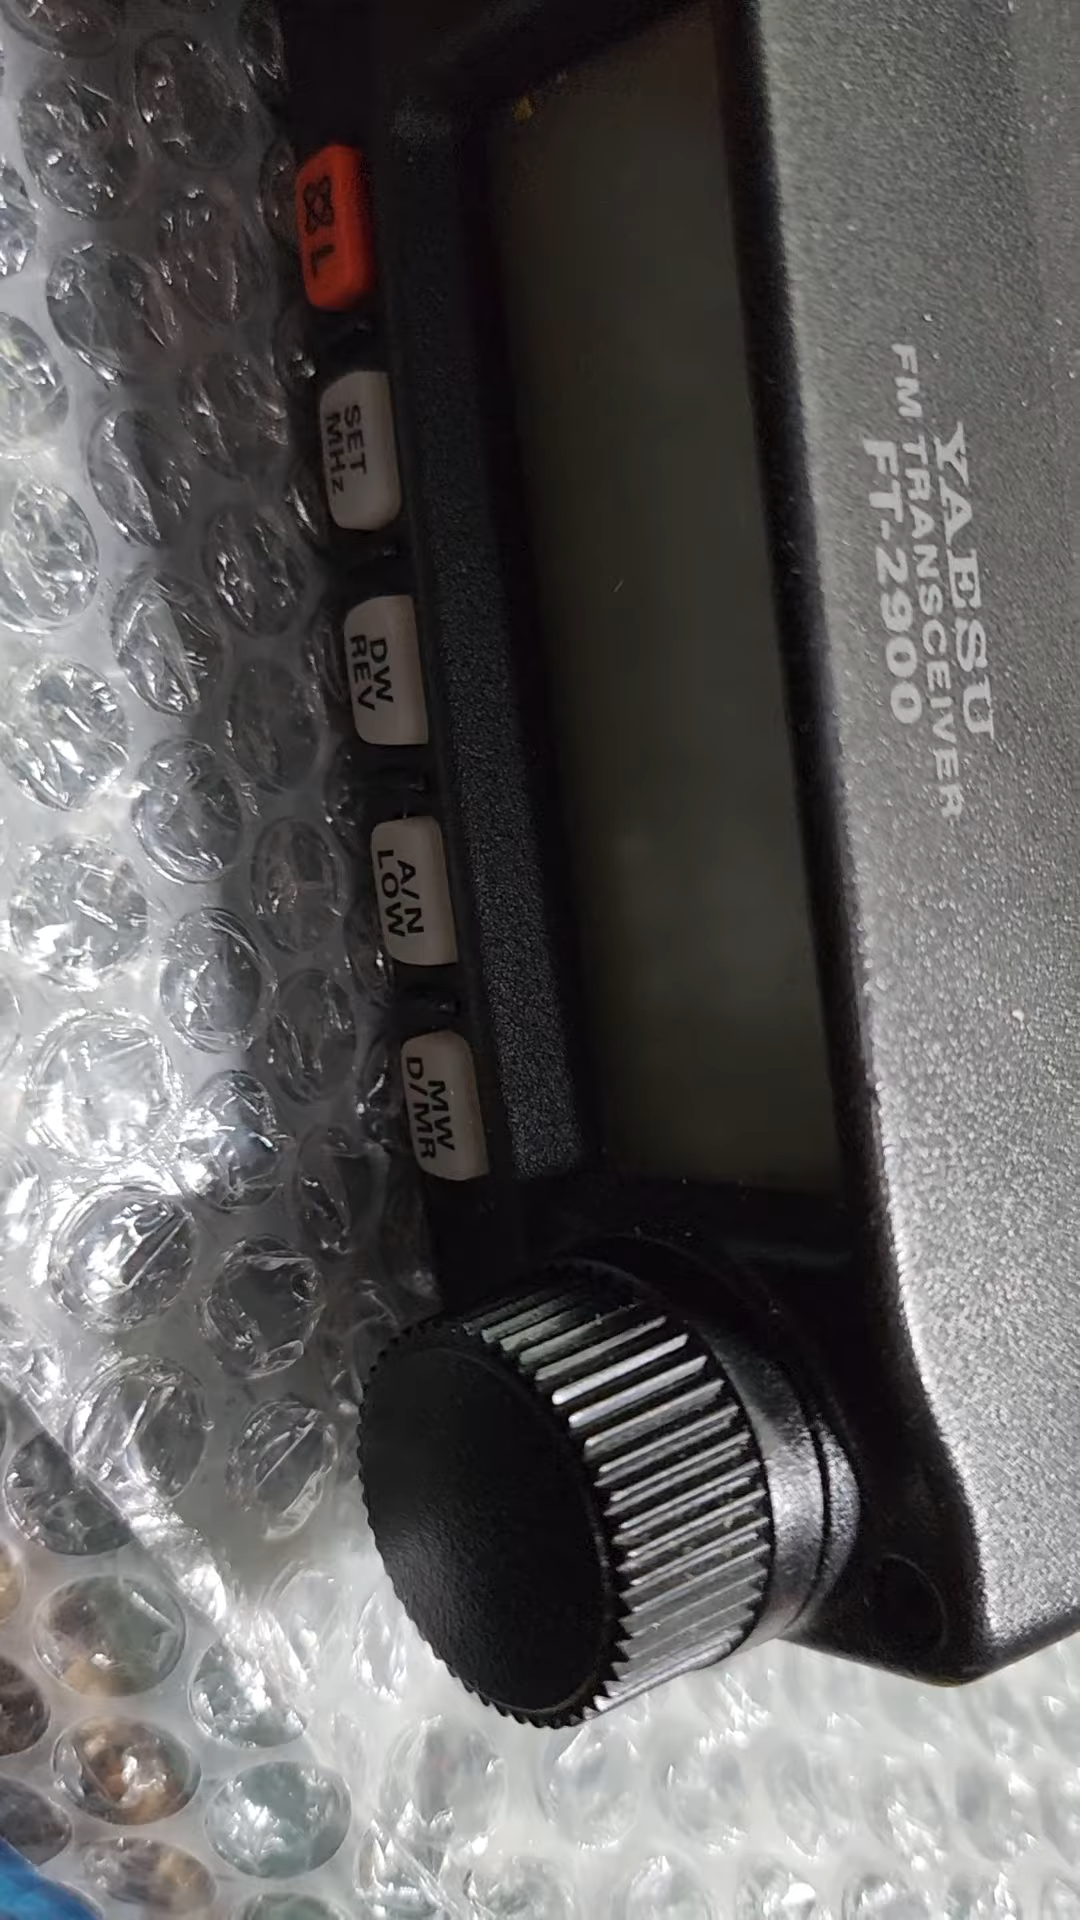 YAESU
FM TRANSCEIVER
FT-2900
L
SET
MHz
DW
REV
A/N
LOW
MW
D/MR